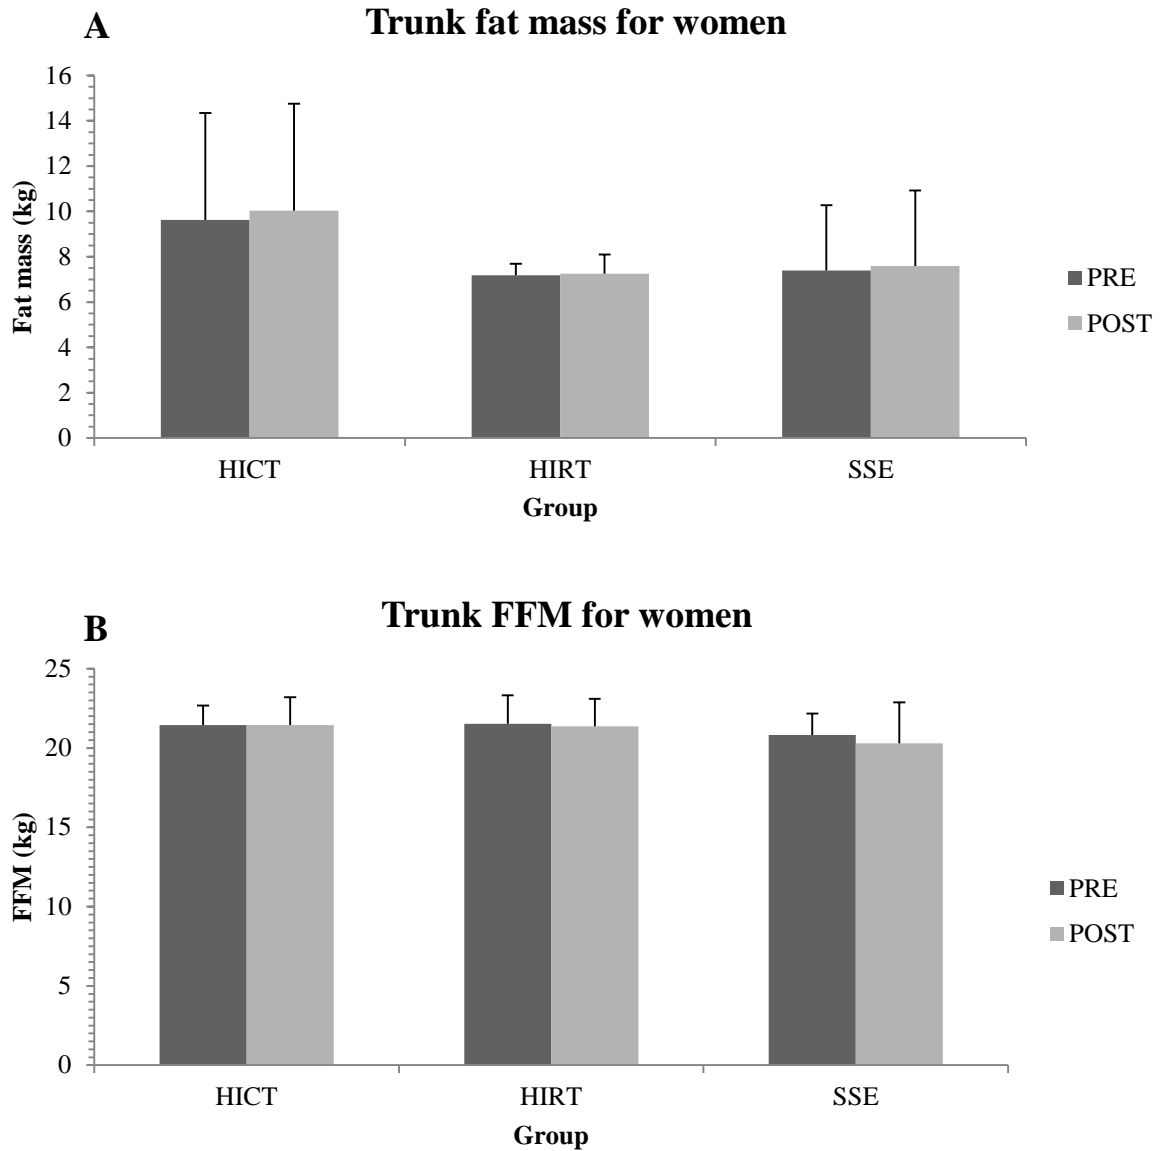 A
Trunk fat mass for women
16
14
12
10
8
6
4
2
0
Fat mass (kg)
HICT HIRT SSE
Group
PRE
POST
B
Trunk FFM for women
25
20
15
10
5
0
FFM (kg)
HICT HIRT SSE
Group
PRE
POST